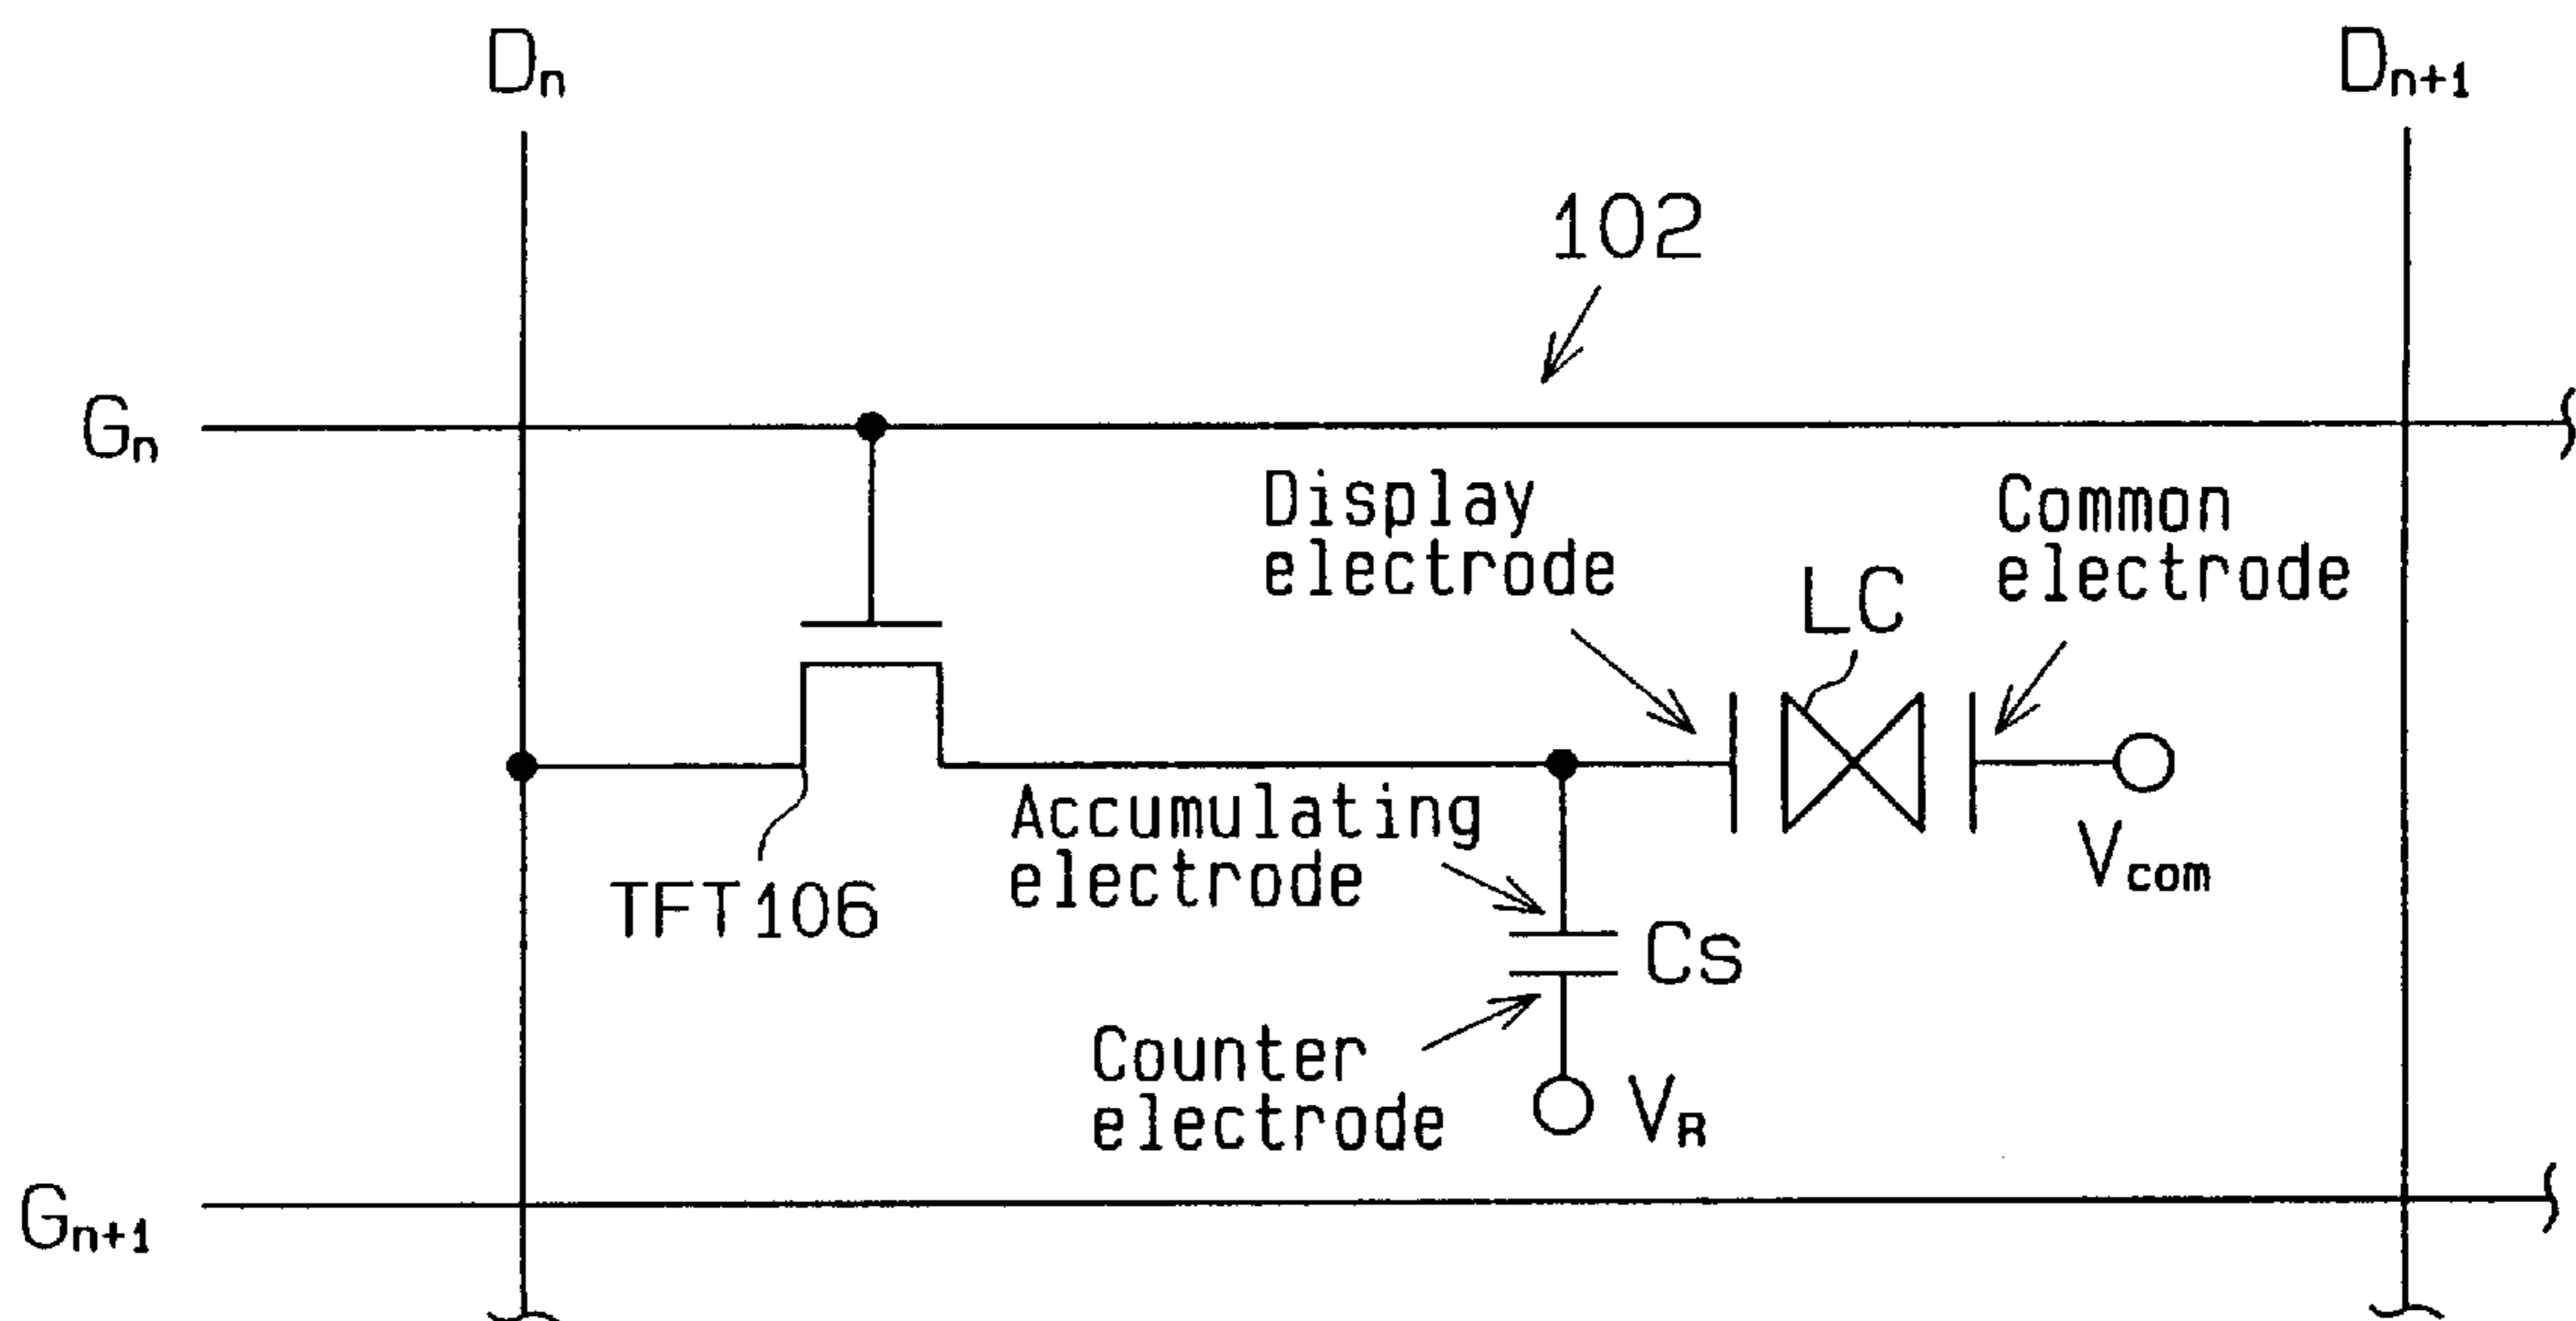 Dn
Dn+1
102
Gn
Display
electrode
Common
electrode
LC
Accumulating
electrode
Vcom
TFT106
Cs
Counter
electrode
VR
Gn+1